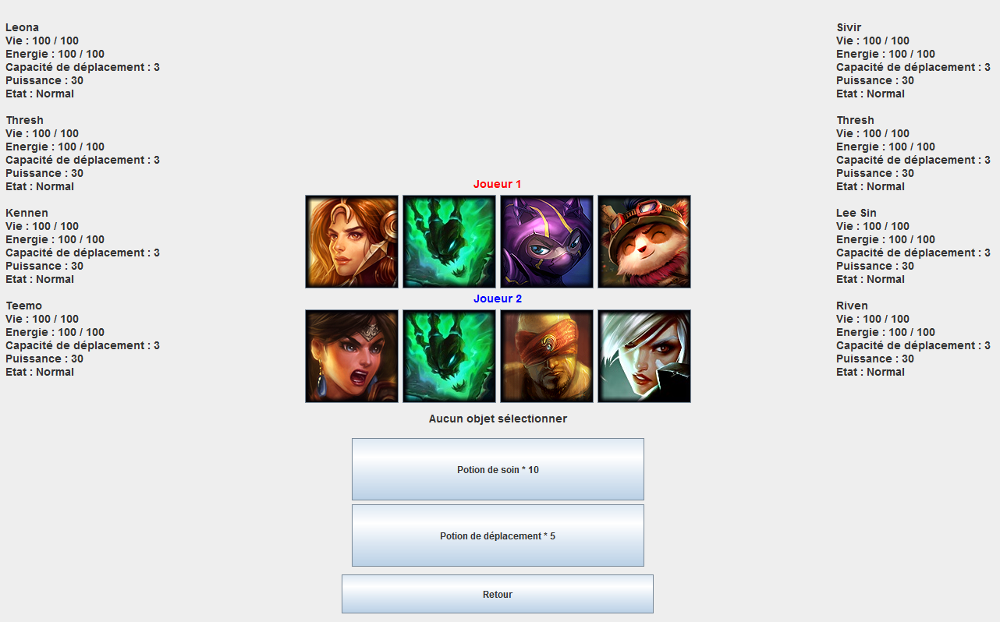 Leona
Vie : 100 / 100
Energie : 100 / 100
Capacité de déplacement : 3
Puissance : 30
Etat : Normal
Thresh
Vie : 100 / 100
Energie : 100 / 100
Capacité de déplacement : 3
Puissance : 30
Etat : Normal
Kennen
Vie : 100 / 100
Energie : 100 / 100
Capacité de déplacement : 3
Puissance : 30
Etat : Normal
Teemo
Vie : 100 / 100
Energie : 100 / 100
Capacité de déplacement : 3
Puissance : 30
Etat : Normal
Joueur 1
Joueur 2
Aucun objet sélectionner
Potion de soin * 10
Potion de déplacement * 5
Retour
Sivir
Vie : 100 / 100
Energie : 100 / 100
Capacité de déplacement : 3
Puissance : 30
Etat : Normal
Thresh
Vie : 100 / 100
Energie : 100 / 100
Capacité de déplacement : 3
Puissance : 30
Etat : Normal
Lee Sin
Vie : 100 / 100
Energie : 100 / 100
Capacité de déplacement : 3
Puissance : 30
Etat : Normal
Riven
Vie : 100 / 100
Energie : 100 / 100
Capacité de déplacement : 3
Puissance : 30
Etat : Normal